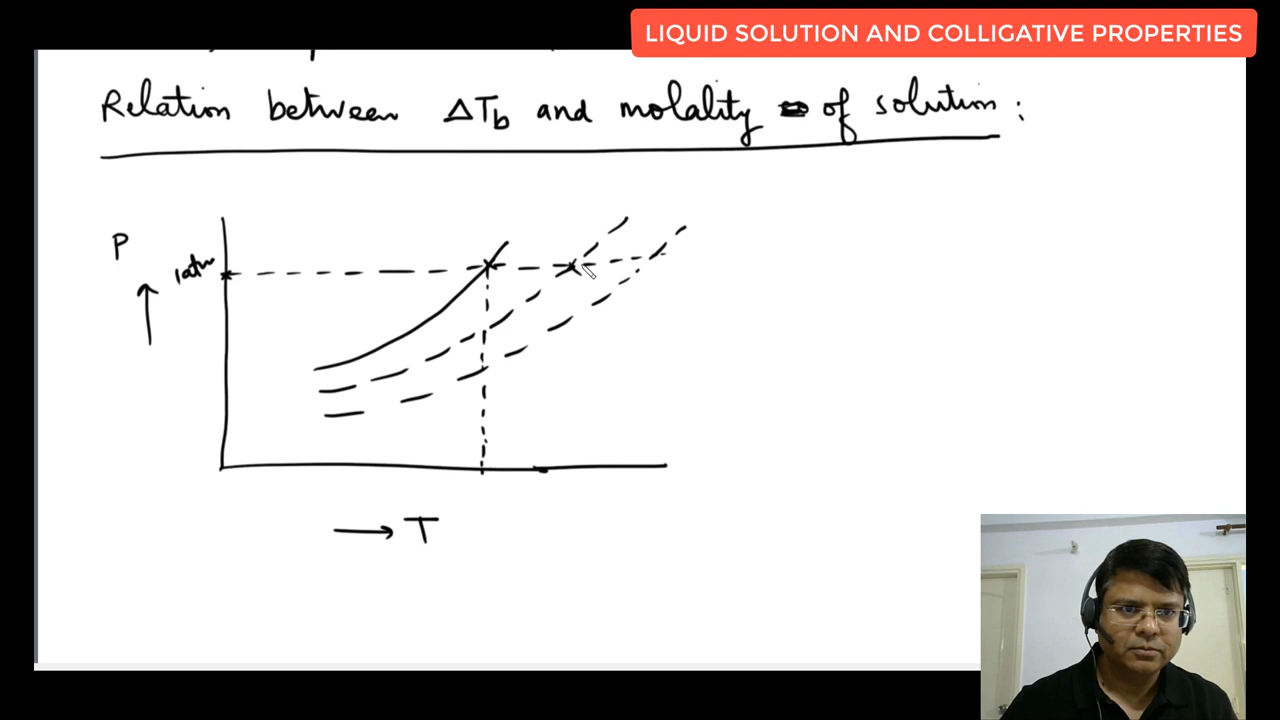 LIQUID SOLUTION AND COLLIGATIVE PROPERTIES
Relation between ΔTb and molality of solution :
P
1atm
T